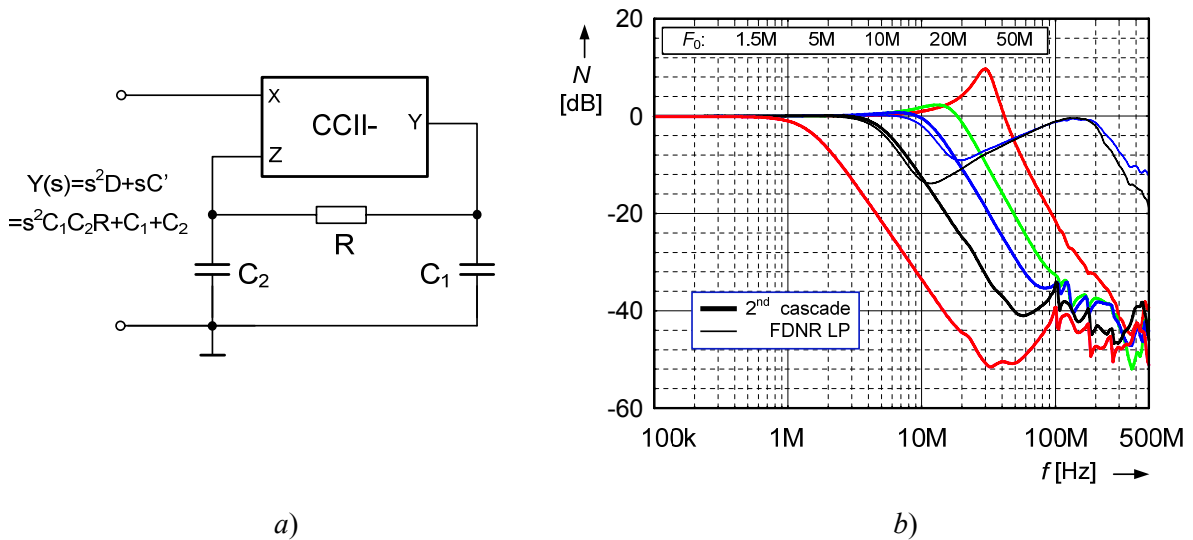 X
CCII-
Y
Z
Y(s)=s²D+sC'
=s²C₁C₂R+C₁+C₂
R
C₂
C₁
a)
N
[dB]
20
0
-20
-40
-60
F₀: 1.5M 5M 10M 20M 50M
2nd cascade
FDNR LP
100k 1M 10M 100M 500M
f [Hz]
b)